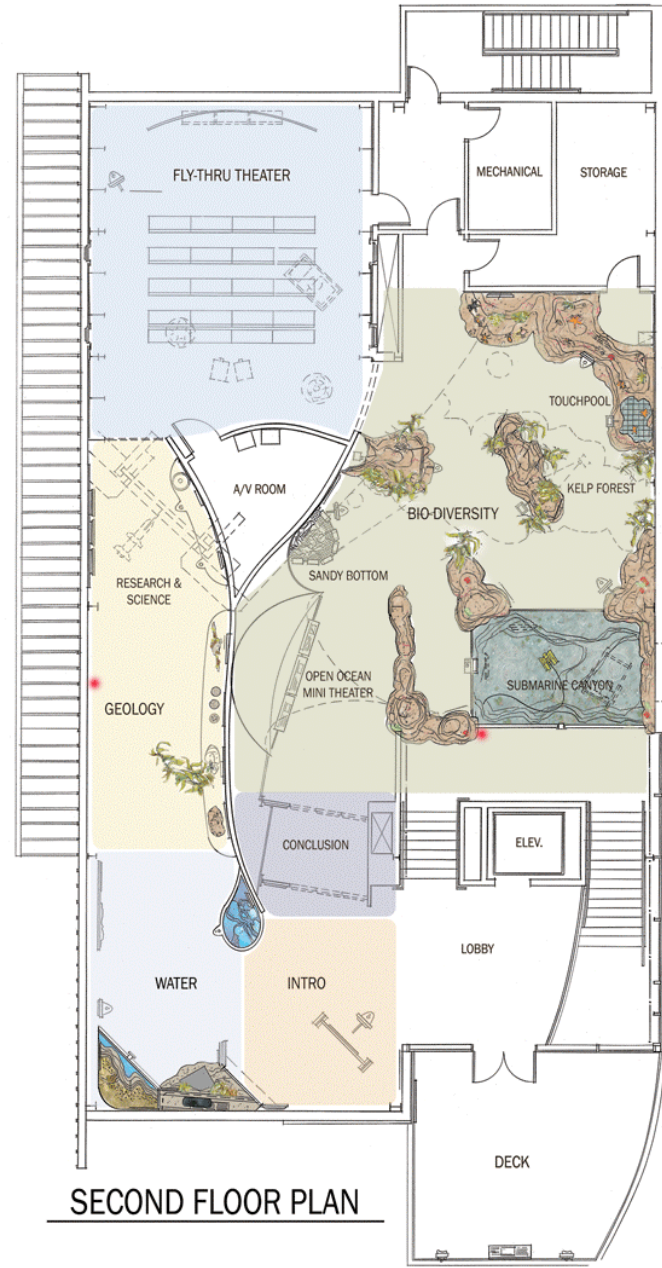 FLY-THRU THEATER
MECHANICAL
STORAGE
TOUCHPOOL
A/V ROOM
KELP FOREST
BIO-DIVERSITY
SANDY BOTTOM
RESEARCH &
SCIENCE
OPEN OCEAN
MINI THEATER
SUBMARINE CANYON
GEOLOGY
CONCLUSION
ELEV.
LOBBY
WATER
INTRO
DECK
SECOND FLOOR PLAN